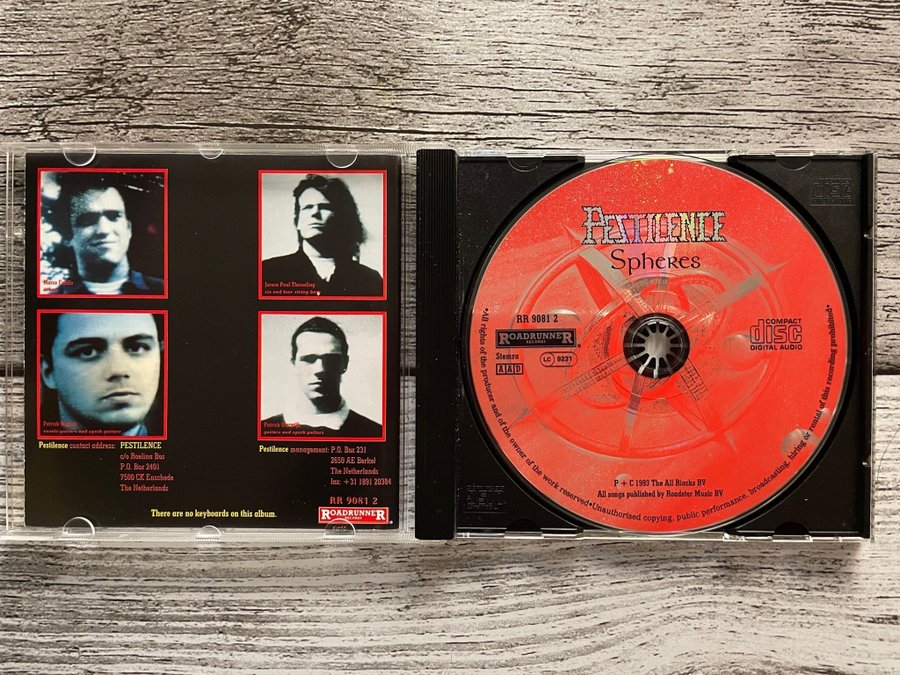 Marco Foddis
drums
Jeroen Paul Thesseling
six and four string bass
Patrick Mameli
vocals guitars and synth guitars
Patrick
guitars and synth guitars
Pestilence contact address: PESTILENCE
c/o Roelina Bos
P.O. Box 2401
7500 CK Enschede
The Netherlands
Pestilence management: P.O. Box 231
2650 AE Berkel
The Netherlands
fax: +31 1891 20384
RR 9081 2
ROADRUNNER
RECORDS
There are no keyboards on this album.
PESTILENCE
Spheres
RR 9081 2
ROADRUNNER
RECORDS
Stemra
AAD
LC 9231
COMPACT
disc
DIGITAL AUDIO
P + C 1993 The All Blacks BV
All songs published by Roadster Music BV
•All rights of the producer and of the owner of the work reserved•Unauthorised copying, public performance, broadcasting, hiring or rental of this recording prohibited•